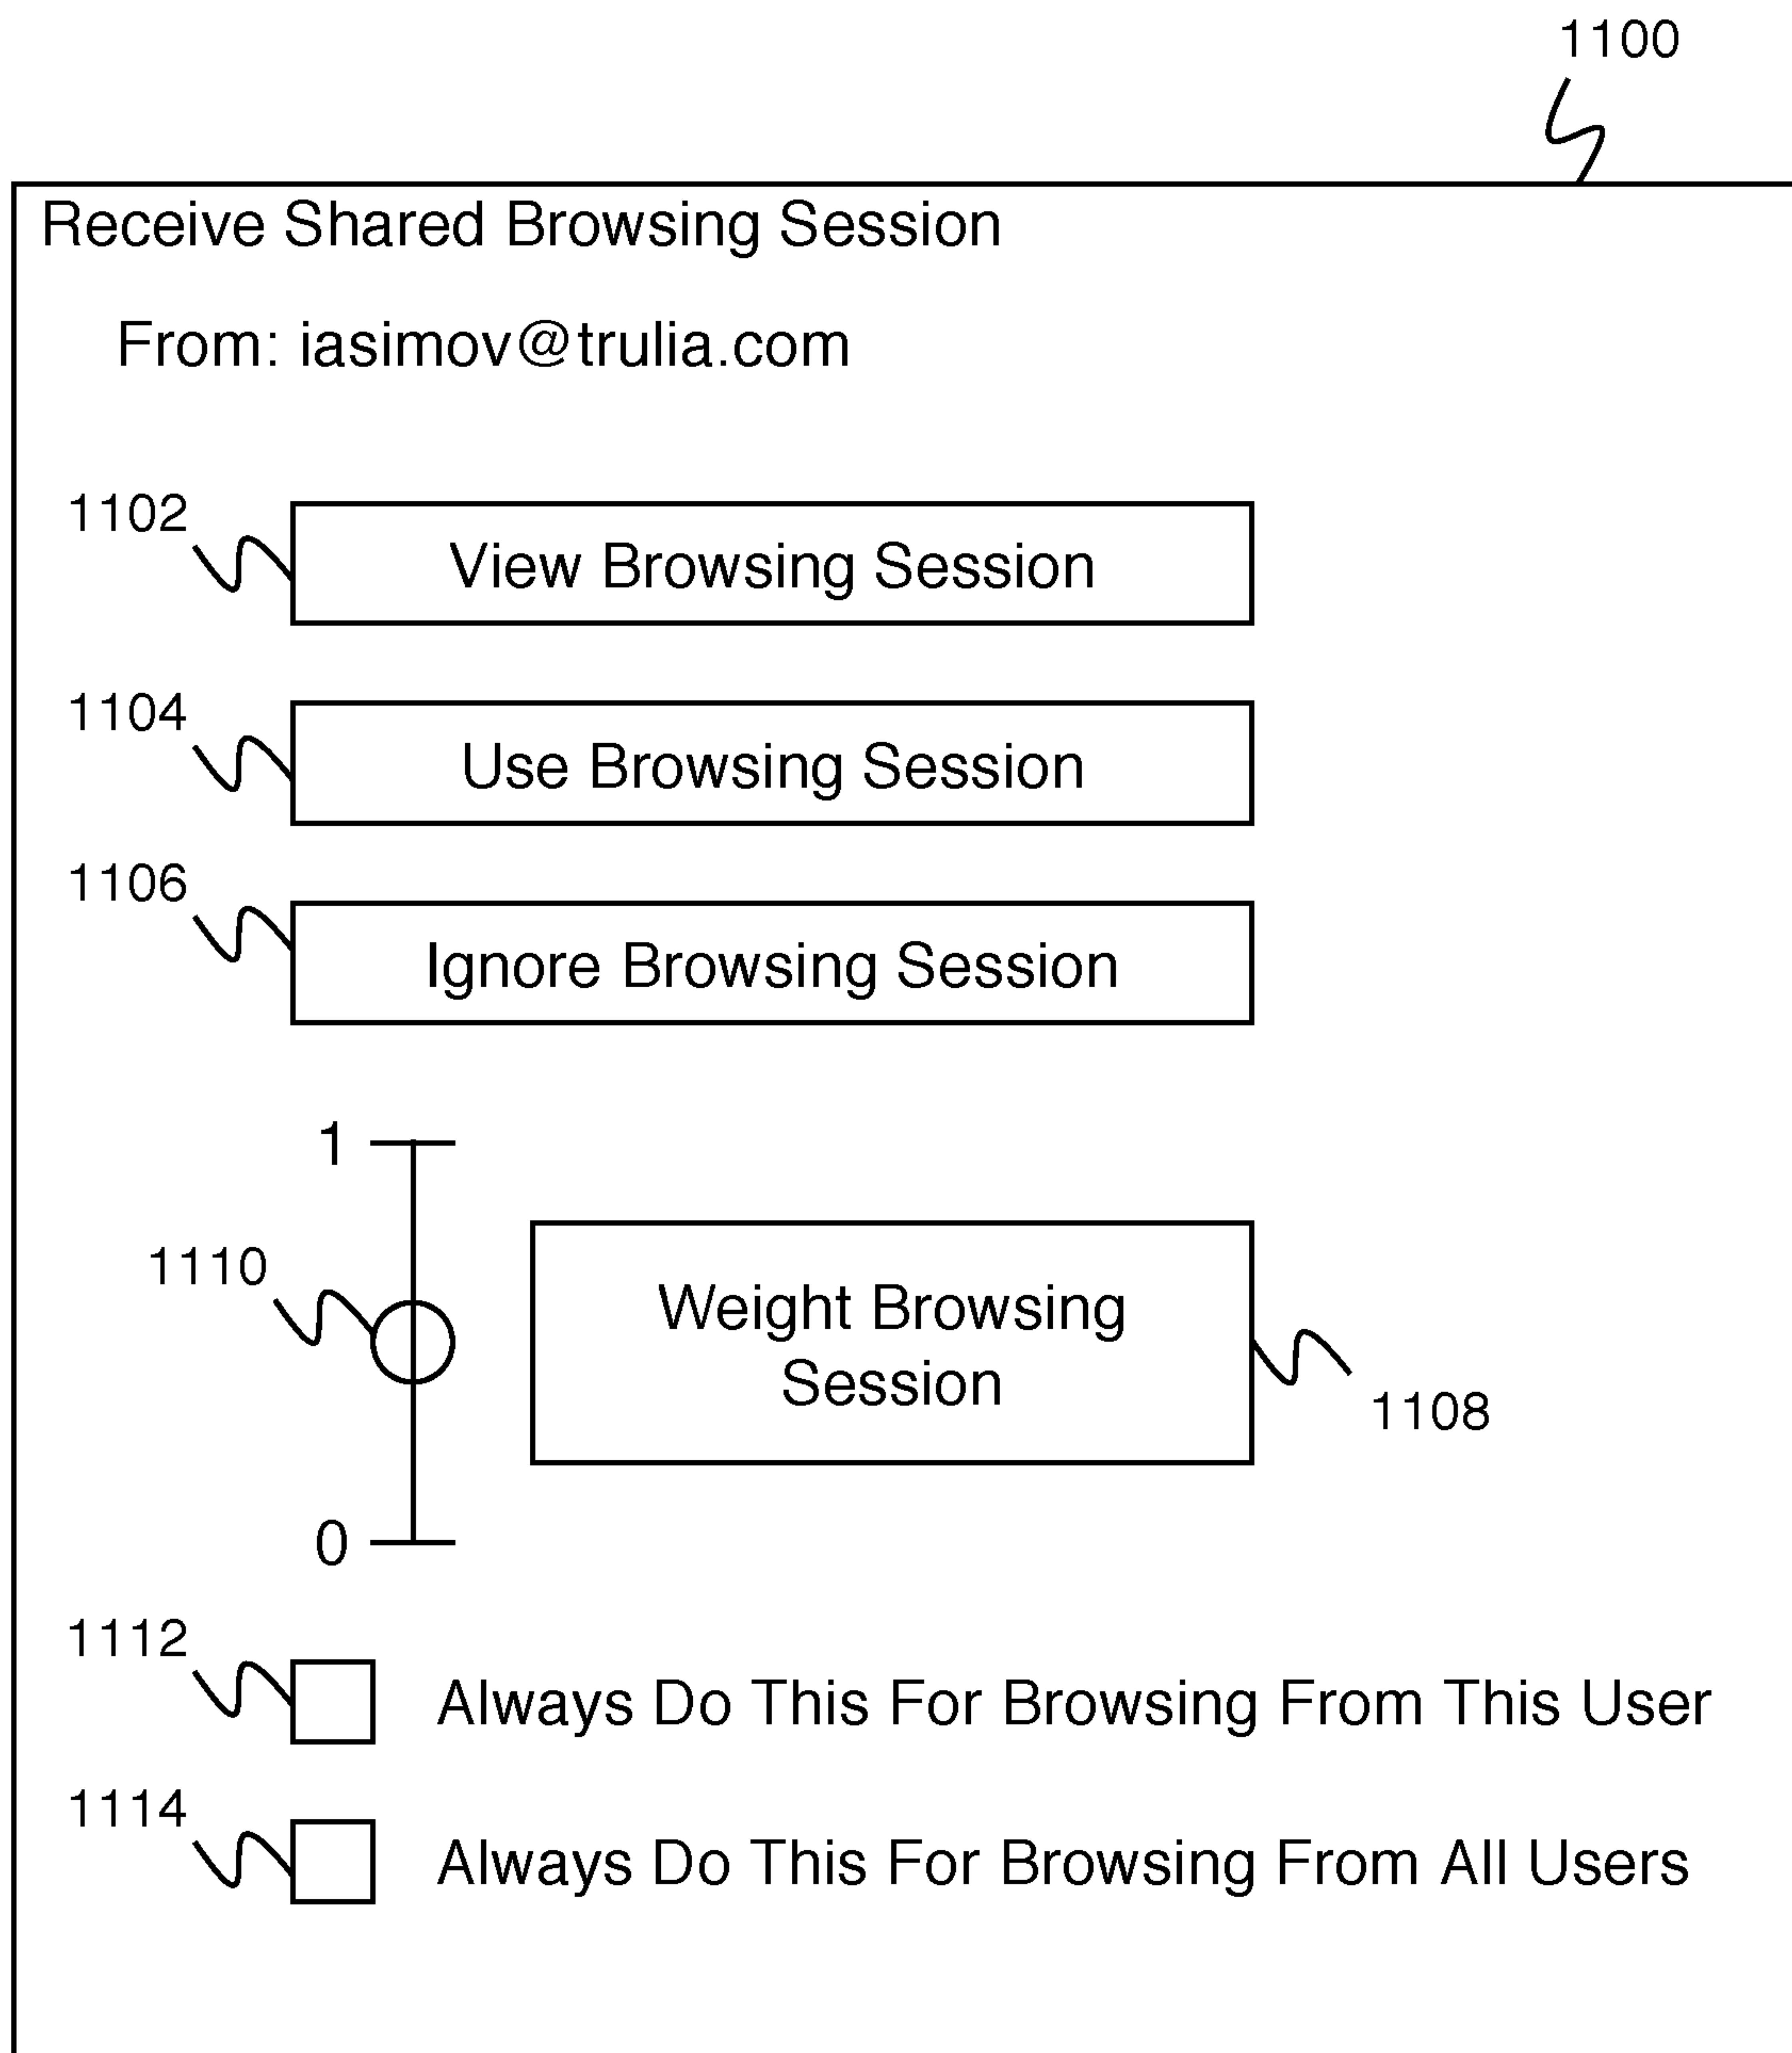 1100
Receive Shared Browsing Session
From: iasimov@trulia.com
1102
View Browsing Session
1104
Use Browsing Session
1106
Ignore Browsing Session
1
1110
Weight Browsing
Session
1108
0
1112
Always Do This For Browsing From This User
1114
Always Do This For Browsing From All Users